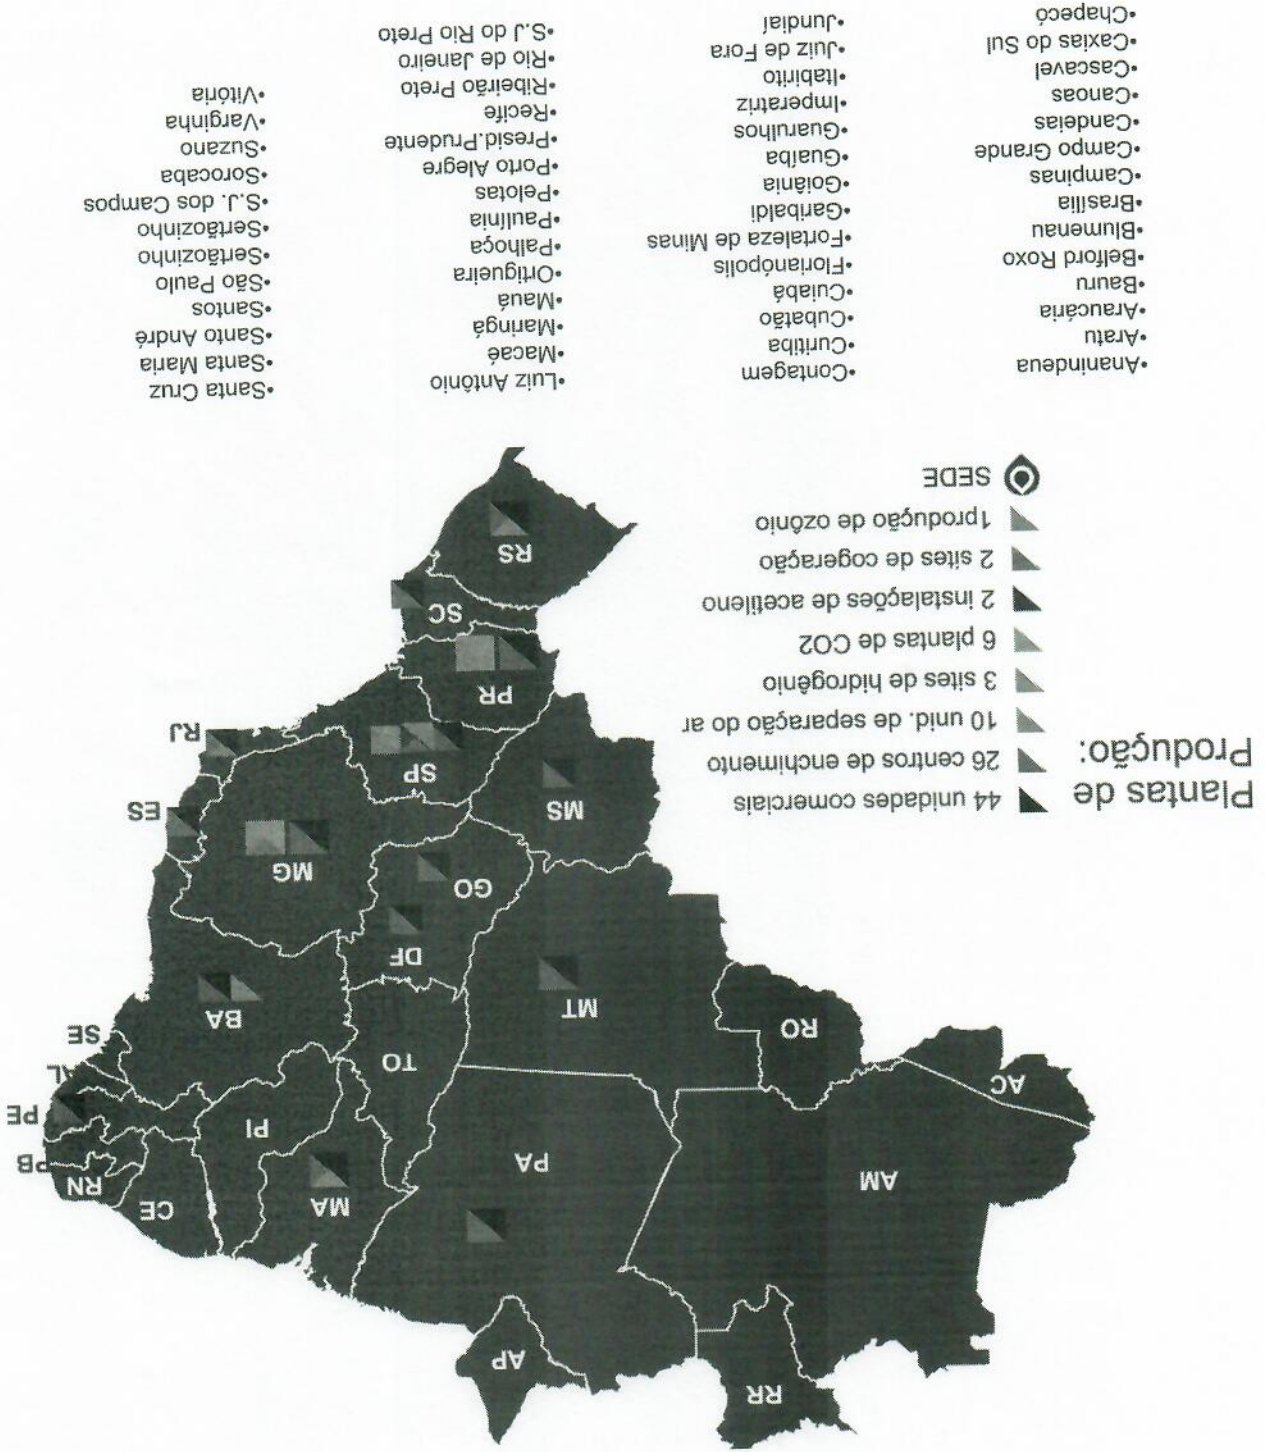 RR
AP
CE
MA
RN
AM
PA
PB
PI
PE
AC
AL
TO
SE
RO
BA
MT
DF
GO
MG
MS
ES
SP
RJ
PR
SC
RS
Plantas de
Produção:
44 unidades comerciais
26 centros de enchimento
10 unid. de separação do ar
3 sites de hidrogênio
6 plantas de CO2
2 instalações de acetileno
2 sites de cogeração
1produção de ozônio
SEDE
•Ananindeua
•Aratu
•Araucária
•Bauru
•Belford Roxo
•Blumenau
•Brasília
•Campinas
•Campo Grande
•Candeias
•Canoas
•Cascavel
•Caxias do Sul
•Chapecó
•Contagem
•Curitiba
•Cubatão
•Cuiabá
•Florianópolis
•Fortaleza de Minas
•Garibaldi
•Goiânia
•Guaíba
•Guarulhos
•Imperatriz
•Itabirito
•Juiz de Fora
•Jundiaí
•Luiz Antônio
•Macaé
•Maringá
•Mauá
•Ortigueira
•Palhoça
•Paulínia
•Pelotas
•Porto Alegre
•Presid.Prudente
•Recife
•Ribeirão Preto
•Rio de Janeiro
•S.J do Rio Preto
•Santa Cruz
•Santa Maria
•Santo André
•Santos
•São Paulo
•Sertãozinho
•Sertãozinho
•S.J. dos Campos
•Sorocaba
•Suzano
•Varginha
•Vitória